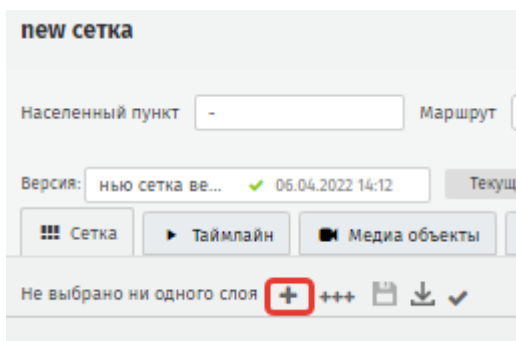 new сетка
Населенный пункт - Маршрут
Версия: нью сетка ве... 06.04.2022 14:12 Текущ
Сетка Таймлайн Медиа объекты
Не выбрано ни одного слоя + +++